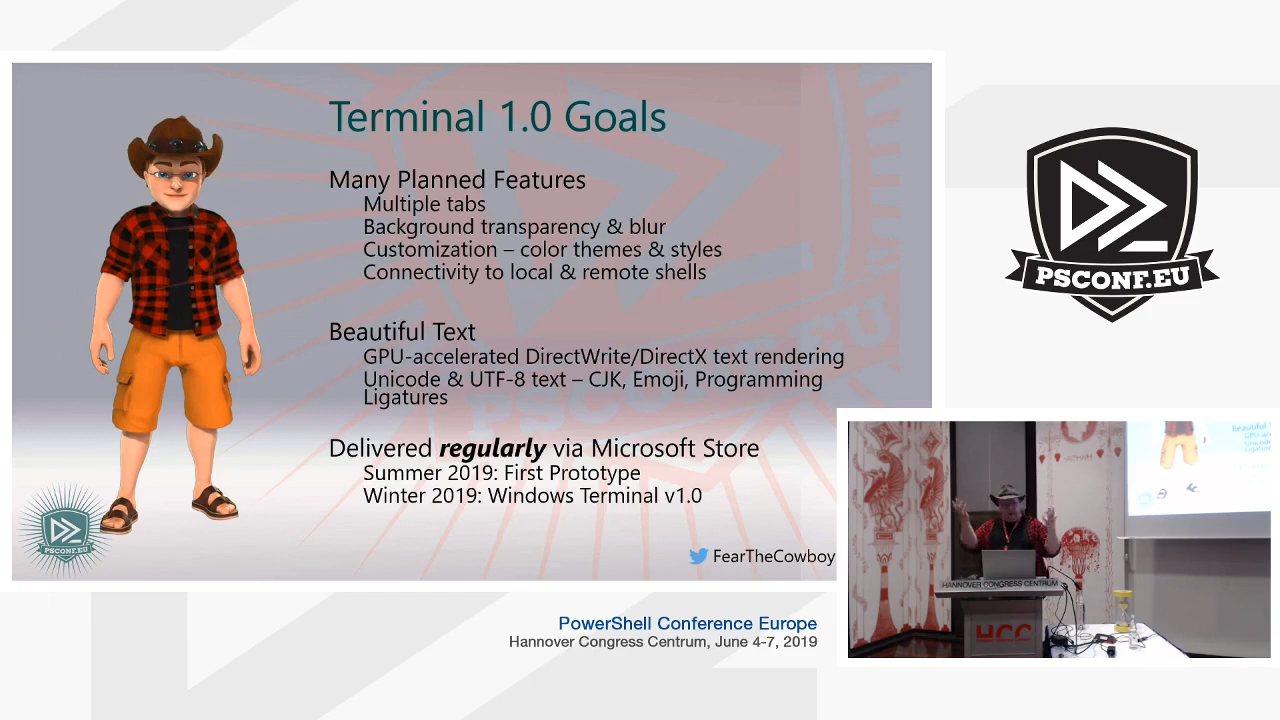 Terminal 1.0 Goals
Many Planned Features
Multiple tabs
Background transparency & blur
Customization – color themes & styles
Connectivity to local & remote shells
Beautiful Text
GPU-accelerated DirectWrite/DirectX text rendering
Unicode & UTF-8 text – CJK, Emoji, Programming
Ligatures
Delivered regularly via Microsoft Store
Summer 2019: First Prototype
Winter 2019: Windows Terminal v1.0
FearTheCowboy
PSCONF.EU
PSCONF.EU
PSCONF.EU
PowerShell Conference Europe
Hannover Congress Centrum, June 4-7, 2019
Beautiful T
HANNOVER CONGRESS CENTRUM
HCC